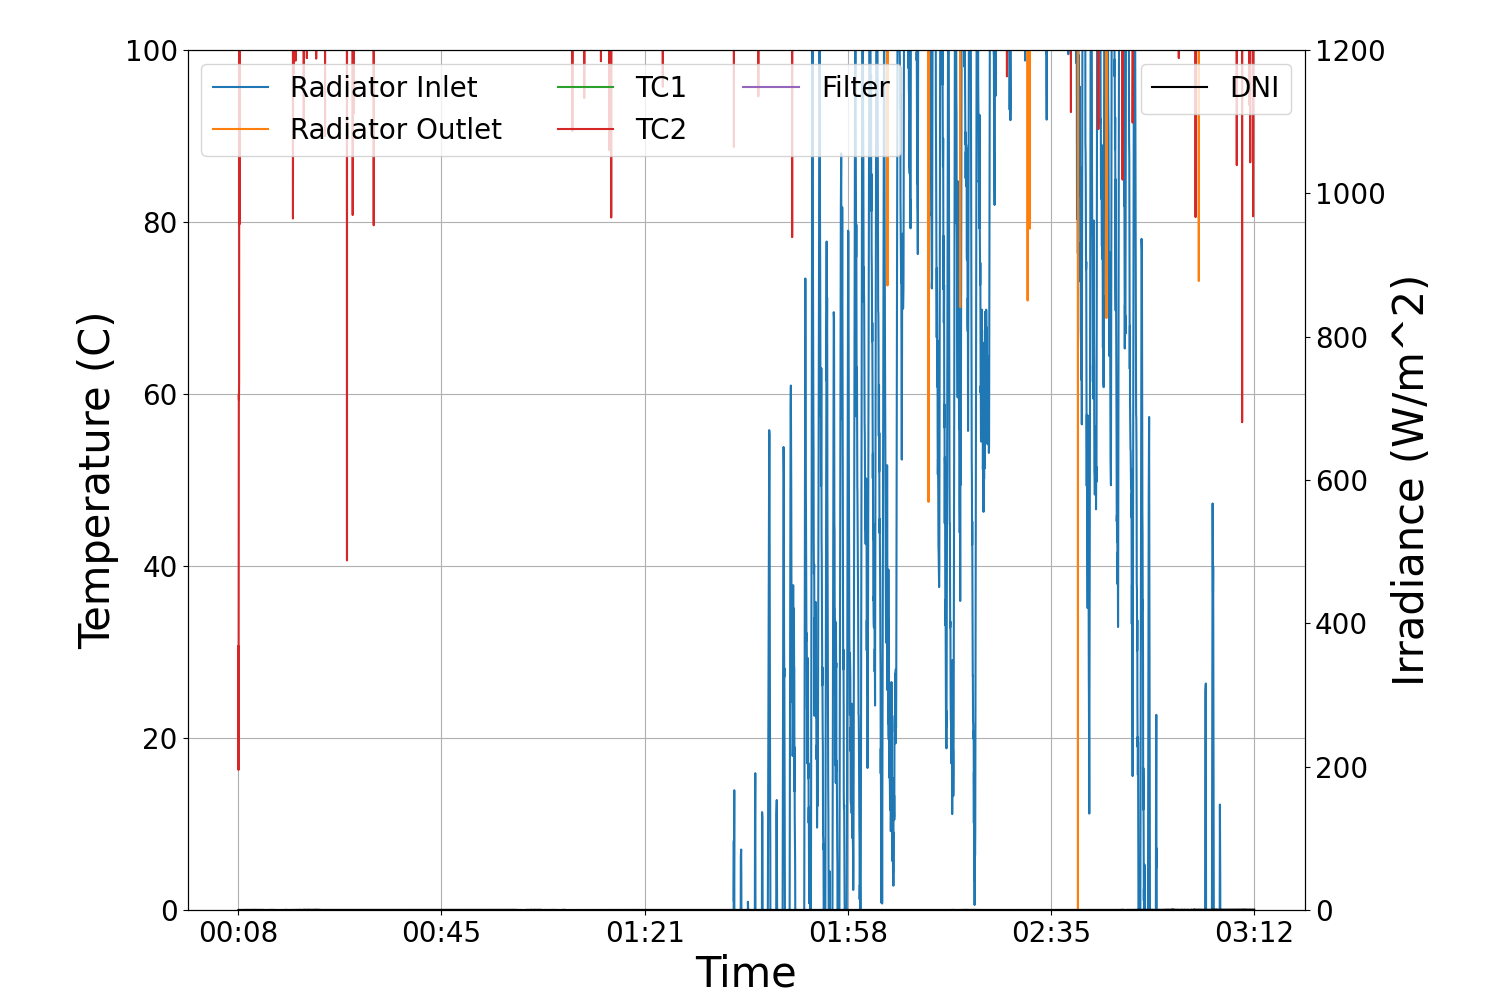 Radiator Inlet
Radiator Outlet
TC1
TC2
Filter
DNI
Temperature (C)
100
80
60
40
20
0
1200
1000
800
600
400
200
0
Irradiance (W/m^2)
00:08 00:45 01:21 01:58 02:35 03:12
Time